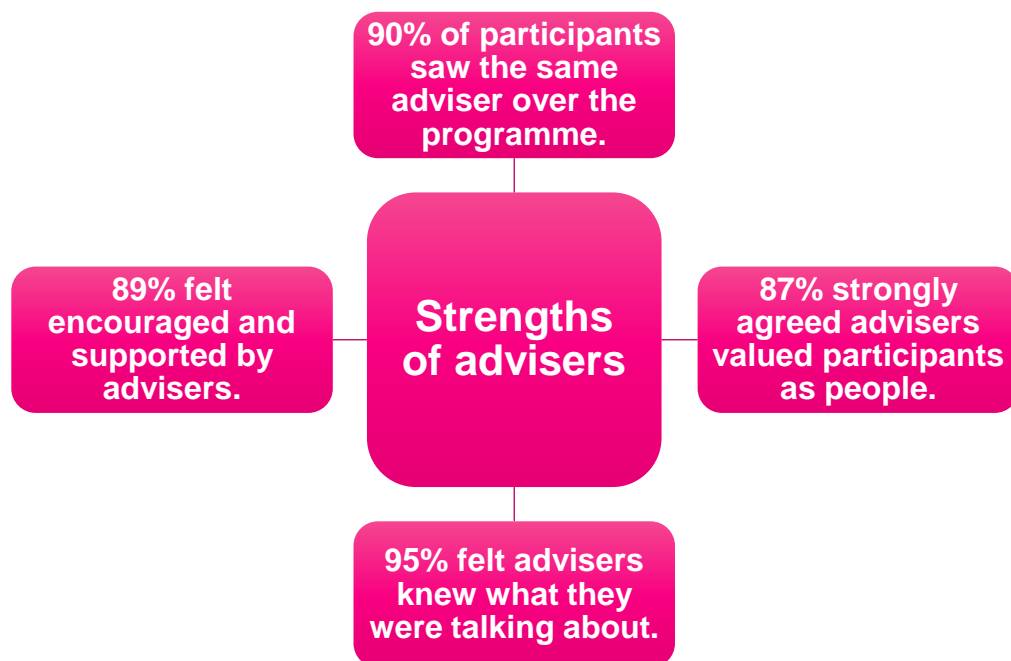 90% of participants
saw the same
adviser over the
programme.
89% felt
encouraged and
supported by
advisers.
Strengths
of advisers
87% strongly
agreed advisers
valued participants
as people.
95% felt advisers
knew what they
were talking about.